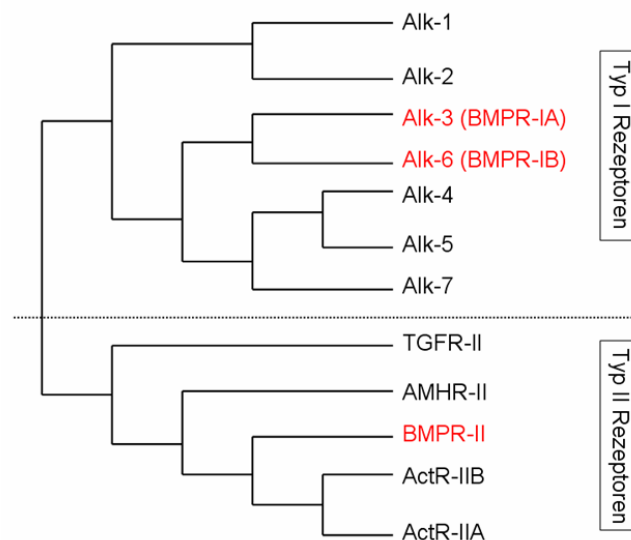 Alk-1
Alk-2
Alk-3 (BMPR-IA)
Alk-6 (BMPR-IB)
Alk-4
Alk-5
Alk-7
Typ I Rezeptoren
TGFR-II
AMHR-II
BMPR-II
ActR-IIB
ActR-IIA
Typ II Rezeptoren